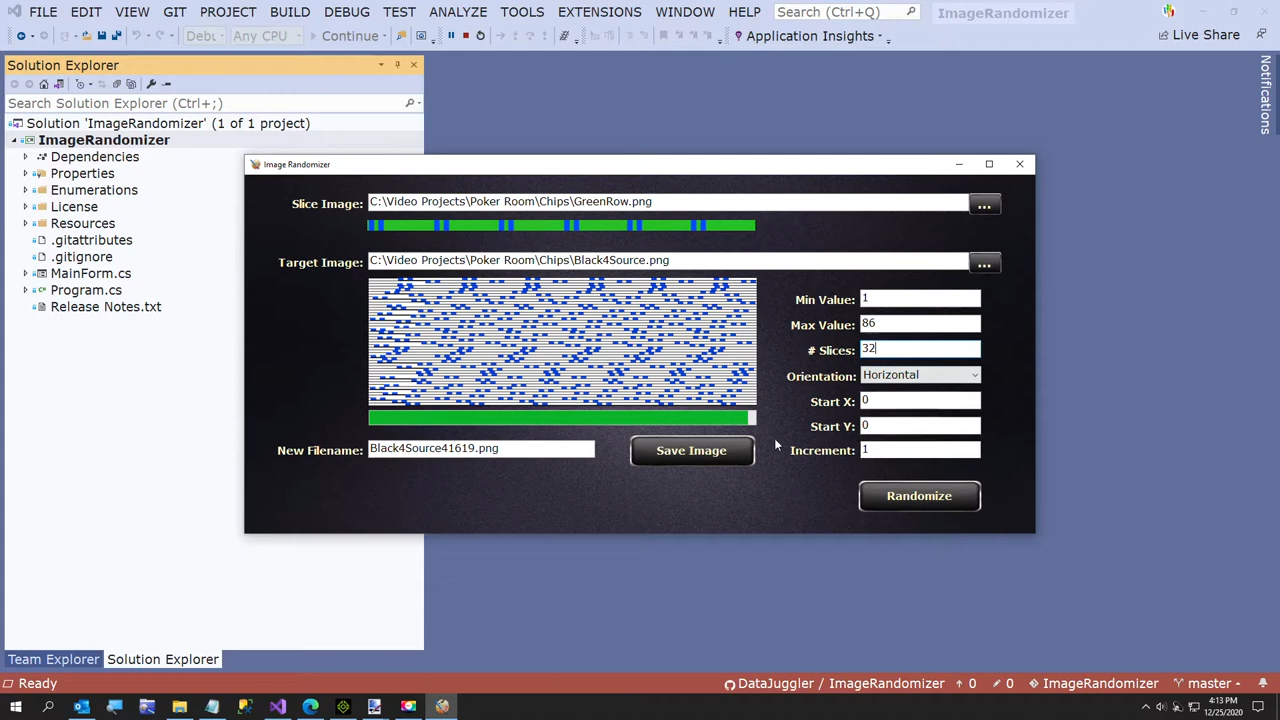 FILE EDIT VIEW GIT PROJECT BUILD DEBUG TEST ANALYZE TOOLS EXTENSIONS WINDOW HELP Search (Ctrl+Q) ImageRandomizer
Debu Any CPU Continue Application Insights Live Share
Solution Explorer
Notifications
Search Solution Explorer (Ctrl+;)
Solution 'ImageRandomizer' (1 of 1 project)
ImageRandomizer
Dependencies
Properties
Enumerations
License
Resources
.gitattributes
.gitignore
MainForm.cs
Program.cs
Release Notes.txt
Image Randomizer
Slice Image: C:\Video Projects\Poker Room\Chips\GreenRow.png ...
Target Image: C:\Video Projects\Poker Room\Chips\Black4Source.png ...
Min Value: 1
Max Value: 86
# Slices: 32
Orientation: Horizontal
Start X: 0
Start Y: 0
New Filename: Black4Source41619.png Save Image Increment: 1
Randomize
Team Explorer Solution Explorer
Ready DataJuggler / ImageRandomizer 0 0 ImageRandomizer master
4:13 PM
12/25/2020